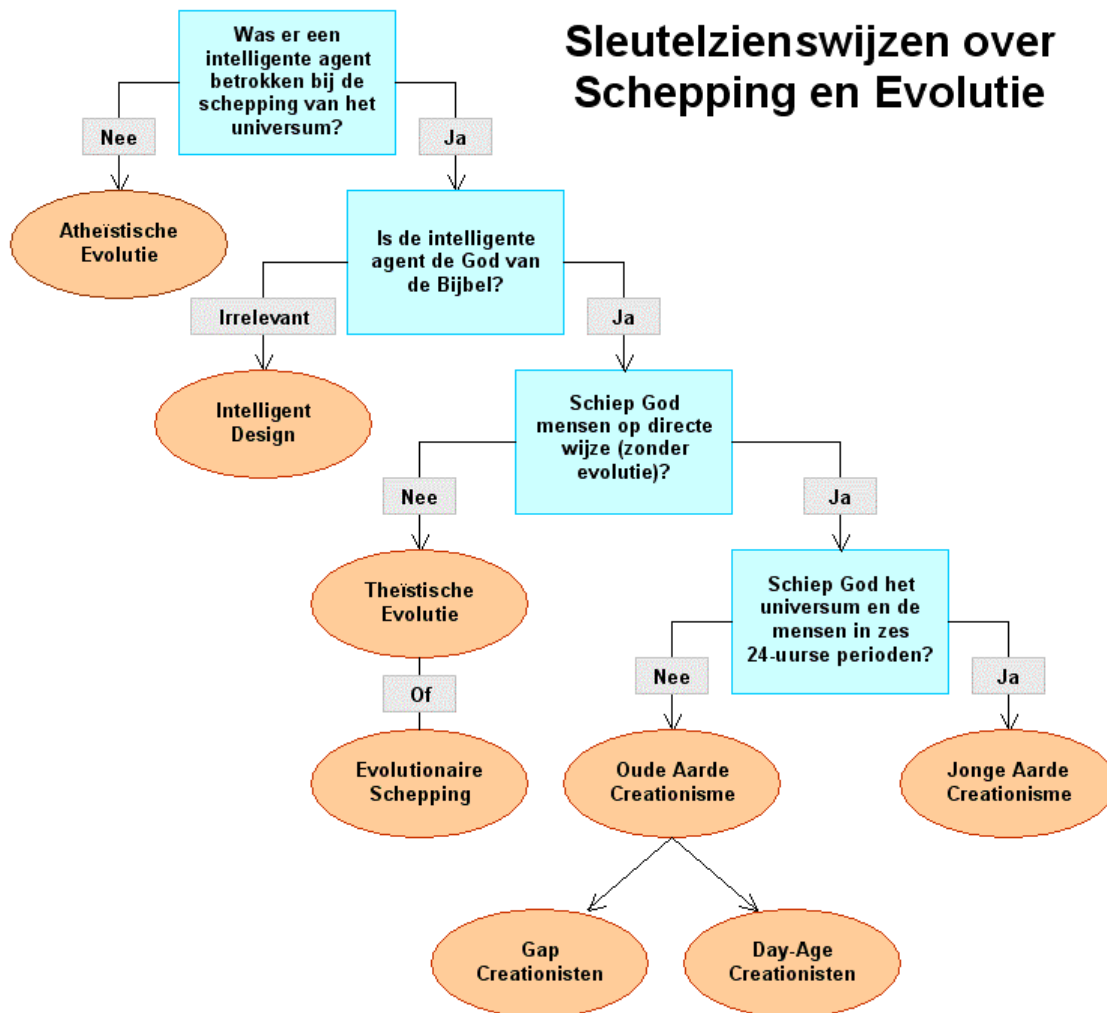 Sleutelzienswijzen over
Schepping en Evolutie
Was er een
intelligente agent
betrokken bij de
schepping van het
universum?
Nee
Ja
Atheïstische
Evolutie
Is de intelligente
agent de God van
de Bijbel?
Irrelevant
Ja
Intelligent
Design
Schiep God
mensen op directe
wijze (zonder
evolutie)?
Nee
Ja
Theïstische
Evolutie
Of
Evolutionaire
Schepping
Schiep God het
universum en de
mensen in zes
24-uurse perioden?
Nee
Ja
Oude Aarde
Creationisme
Jonge Aarde
Creationisme
Gap
Creationisten
Day-Age
Creationisten